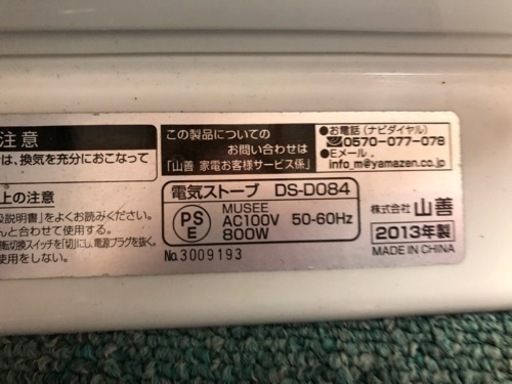 注意
は、換気を充分におこなって
上の注意
扱説明書」をよくお読みください。
んと合わせて使用する。
転切換スイッチを「切」にし、電源プラグを抜く。
使用をしない。
この製品についての
お問い合わせは
「山善 家電お客様サービス係」
●お電話(ナビダイヤル)
0570-077-078
●Eメール
info_m@yamazen.co.jp
電気ストーブ DS-D084
PS
E
MUSEE
AC100V 50-60Hz
800W
No.3009193
株式会社 山善
2013年製
MADE IN CHINA